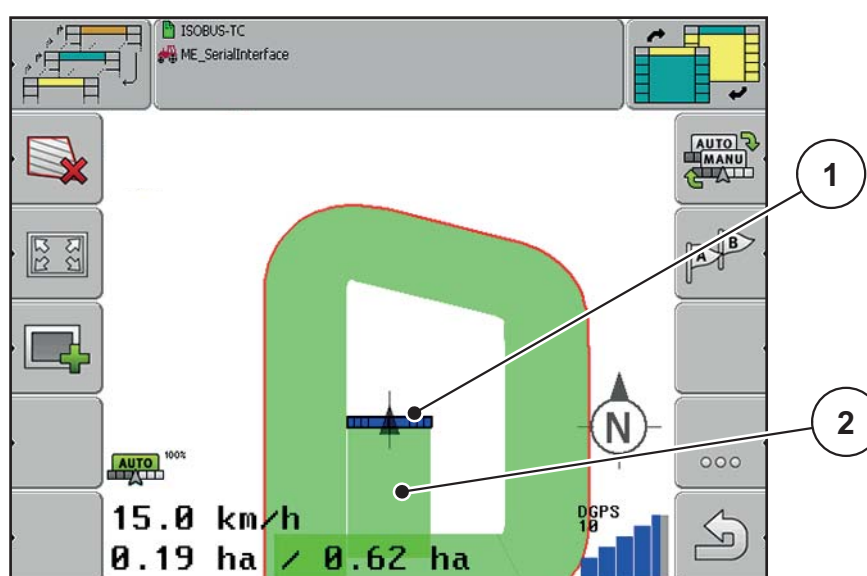 ISOBUS-TC
ME_SerialInterface
AUTO
MANU
1
A B
N
2
AUTO 100%
15.0 km/h
DGPS
10
0.19 ha / 0.62 ha